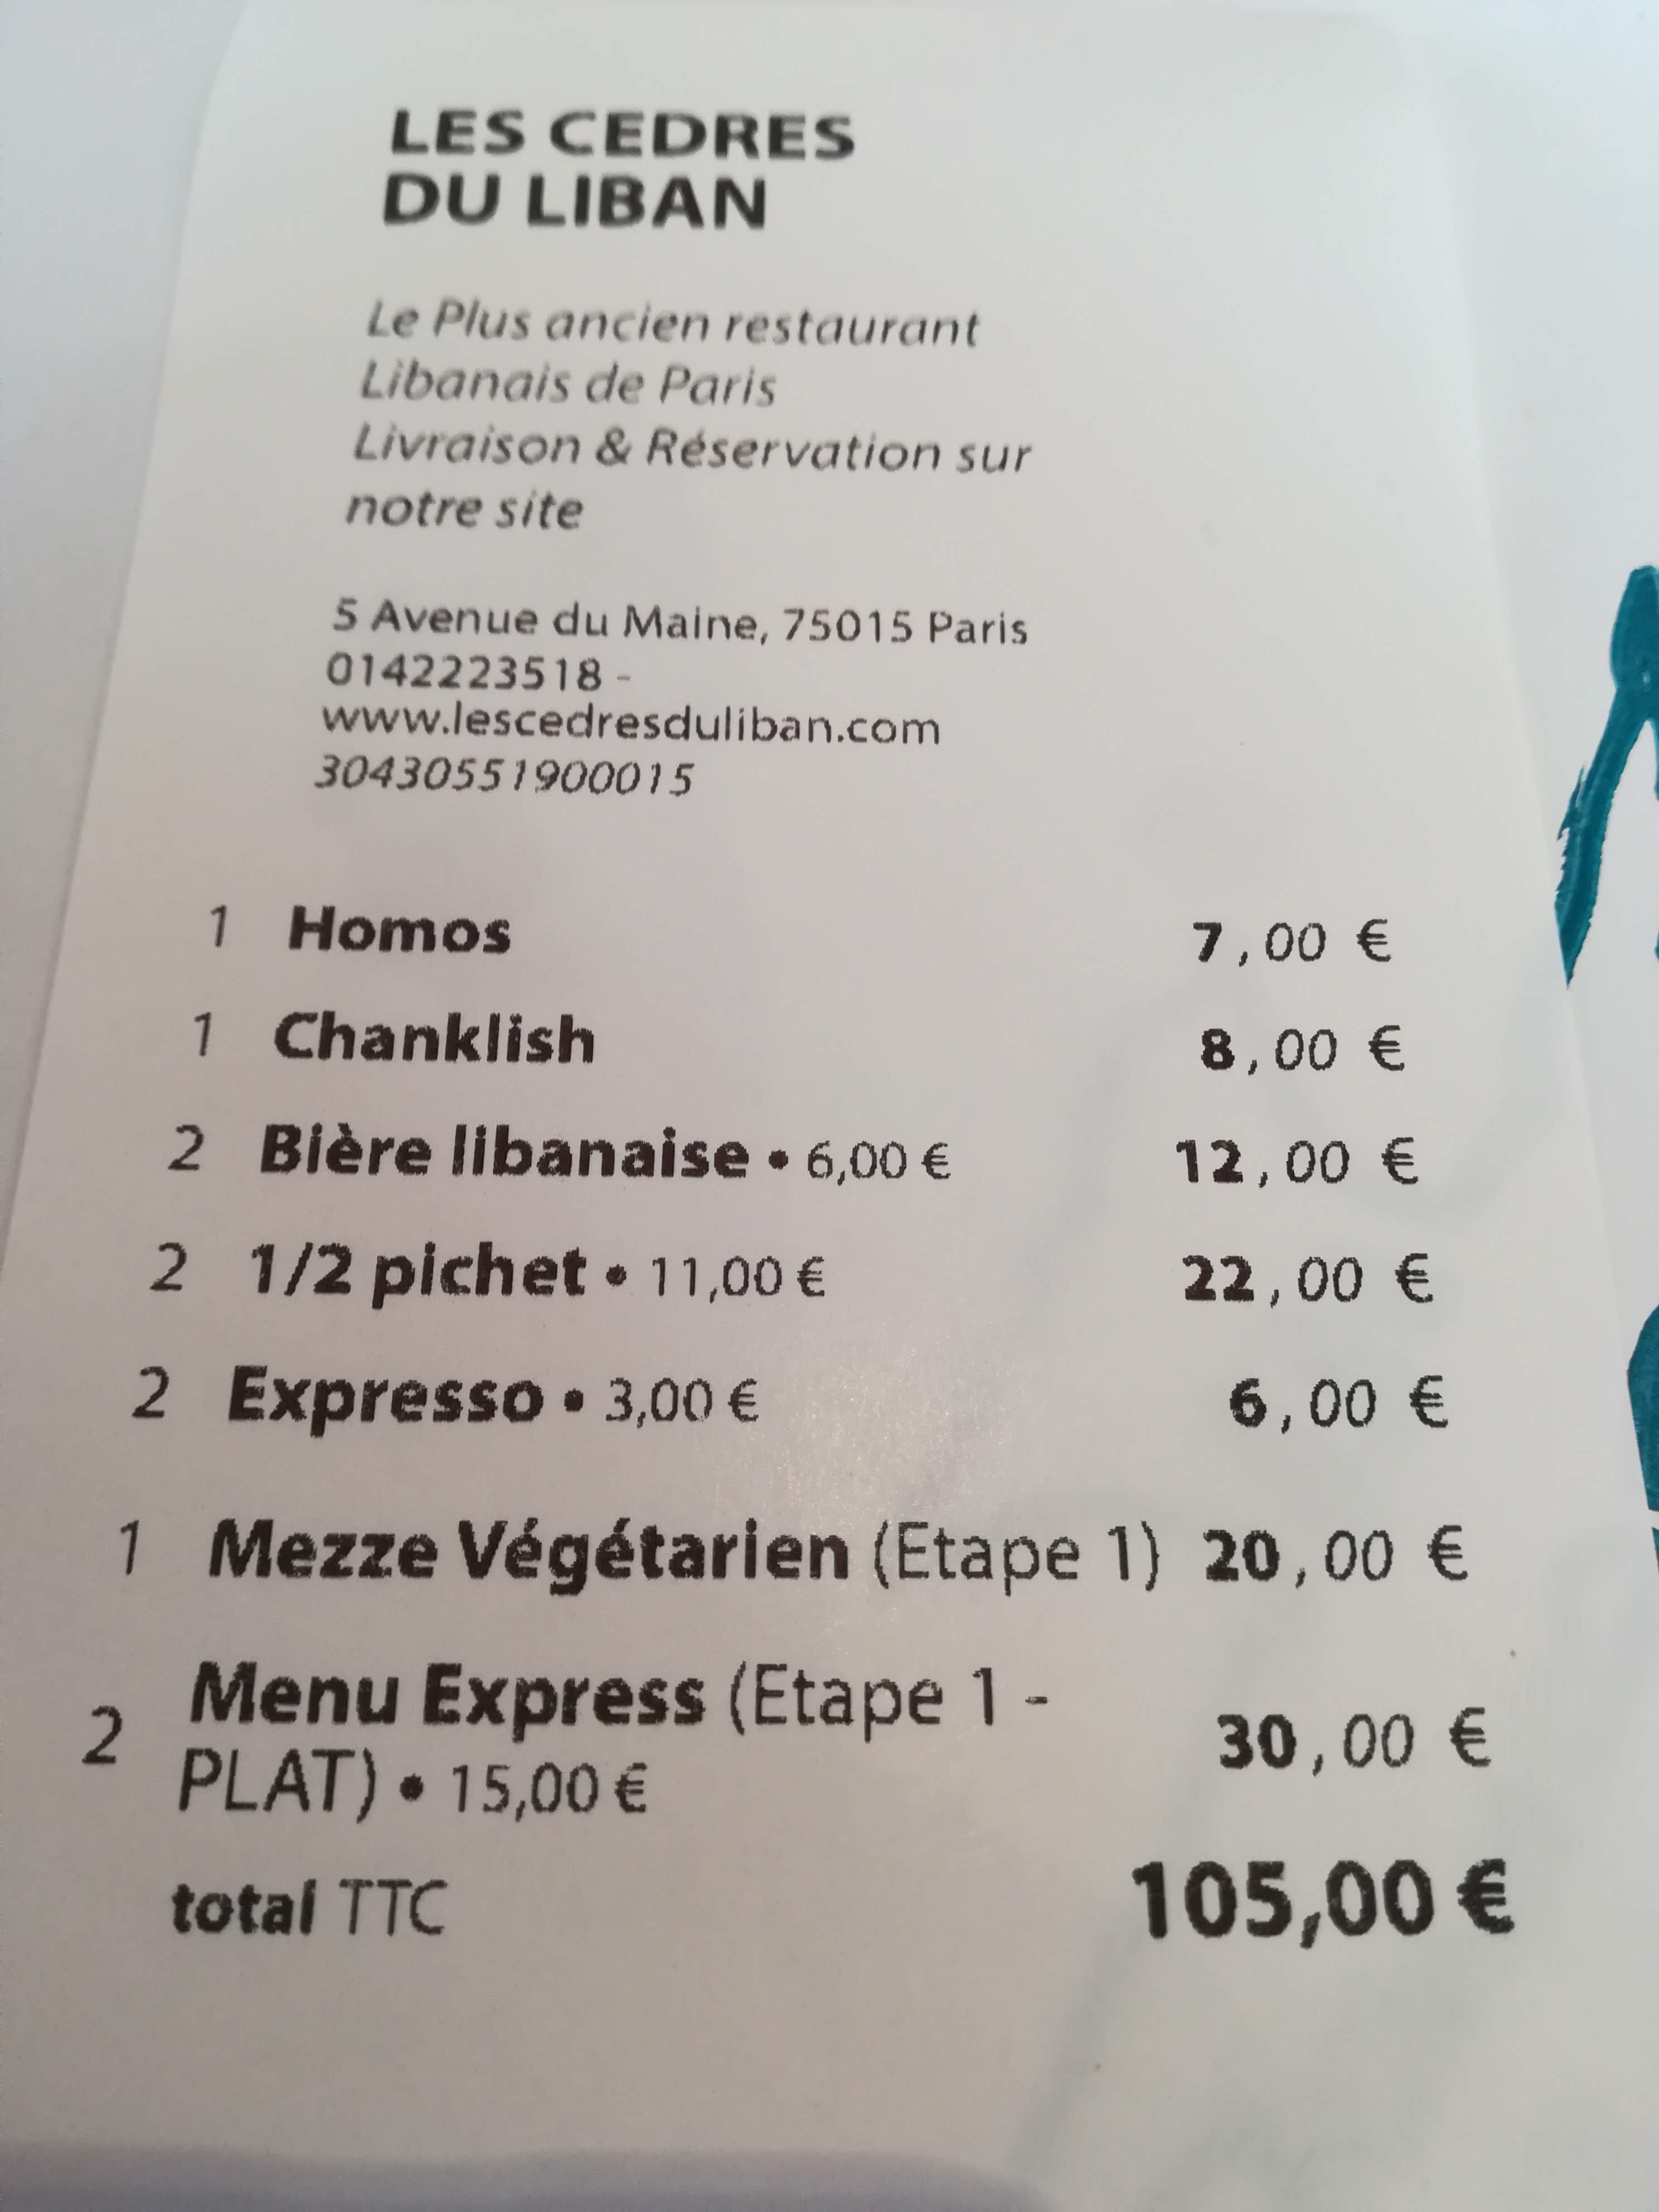 LES CEDRES
DU LIBAN
Le Plus ancien restaurant
Libanais de Paris
Livraison & Réservation sur
notre site
5 Avenue du Maine, 75015 Paris
0142223518 -
www.lescedresduliban.com
30430551900015
1 Homos 7,00 €
1 Chanklish 8,00 €
2 Bière libanaise • 6,00 € 12,00 €
2 1/2 pichet • 11,00 € 22,00 €
2 Expresso • 3,00 € 6,00 €
1 Mezze Végétarien (Etape 1) 20,00 €
2 Menu Express (Etape 1 - 30,00 €
PLAT) • 15,00 €
total TTC 105,00 €